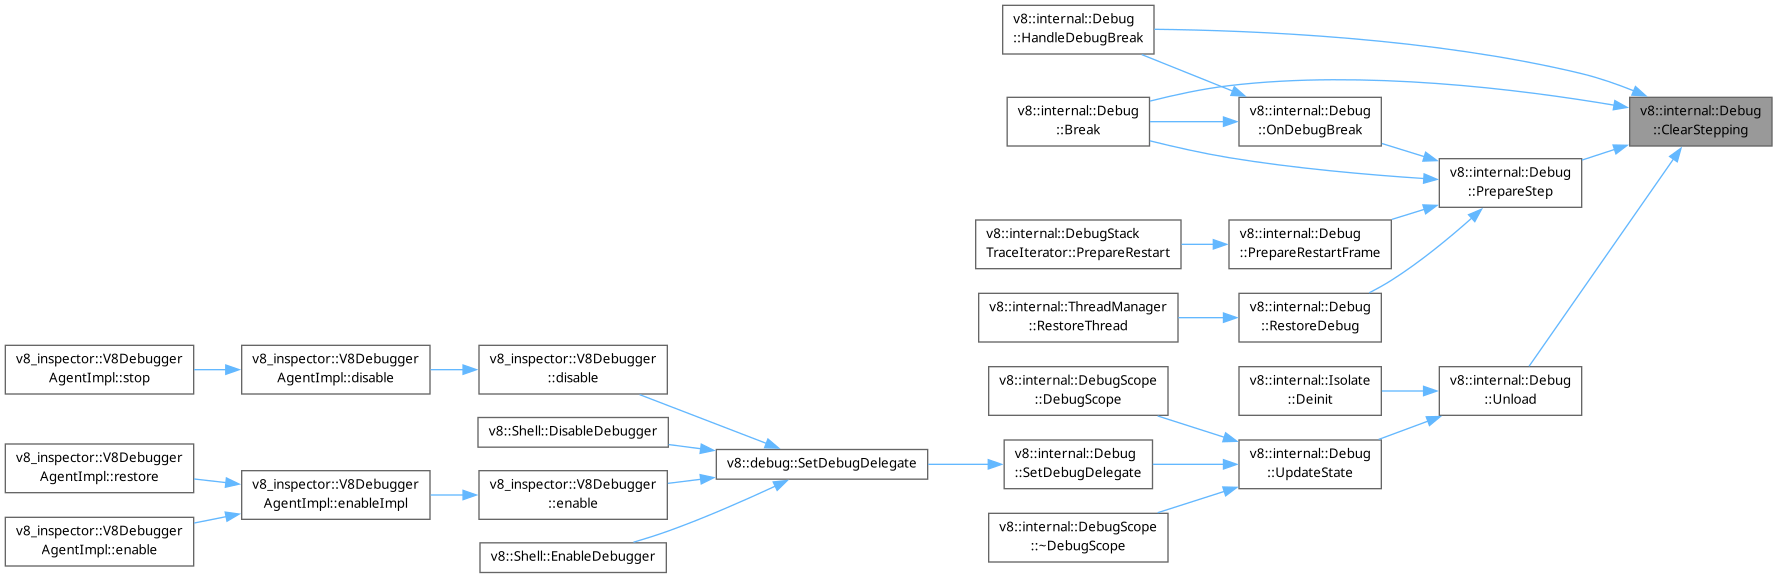 v8::internal::Debug
::HandleDebugBreak
v8::internal::Debug
::Break
v8::internal::Debug
::OnDebugBreak
v8::internal::Debug
::ClearStepping
v8::internal::Debug
::PrepareStep
v8::internal::DebugStack
TraceIterator::PrepareRestart
v8::internal::Debug
::PrepareRestartFrame
v8::internal::ThreadManager
::RestoreThread
v8::internal::Debug
::RestoreDebug
v8_inspector::V8Debugger
AgentImpl::stop
v8_inspector::V8Debugger
AgentImpl::disable
v8_inspector::V8Debugger
::disable
v8::internal::DebugScope
::DebugScope
v8::internal::Isolate
::Deinit
v8::internal::Debug
::Unload
v8::Shell::DisableDebugger
v8_inspector::V8Debugger
AgentImpl::restore
v8_inspector::V8Debugger
AgentImpl::enableImpl
v8_inspector::V8Debugger
::enable
v8::debug::SetDebugDelegate
v8::internal::Debug
::SetDebugDelegate
v8::internal::Debug
::UpdateState
v8_inspector::V8Debugger
AgentImpl::enable
v8::Shell::EnableDebugger
v8::internal::DebugScope
::~DebugScope